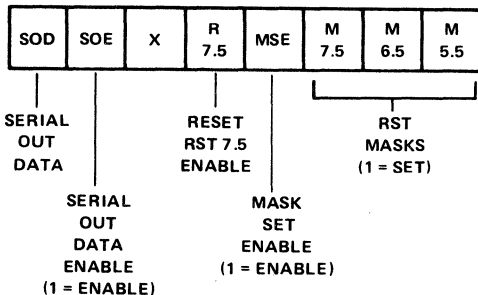 SOD SOE X R 7.5 MSE M 7.5 M 6.5 M 5.5
SERIAL
OUT
DATA
SERIAL
OUT
DATA
ENABLE
(1 = ENABLE)
RESET
RST 7.5
ENABLE
MASK
SET
ENABLE
(1 = ENABLE)
RST
MASKS
(1 = SET)